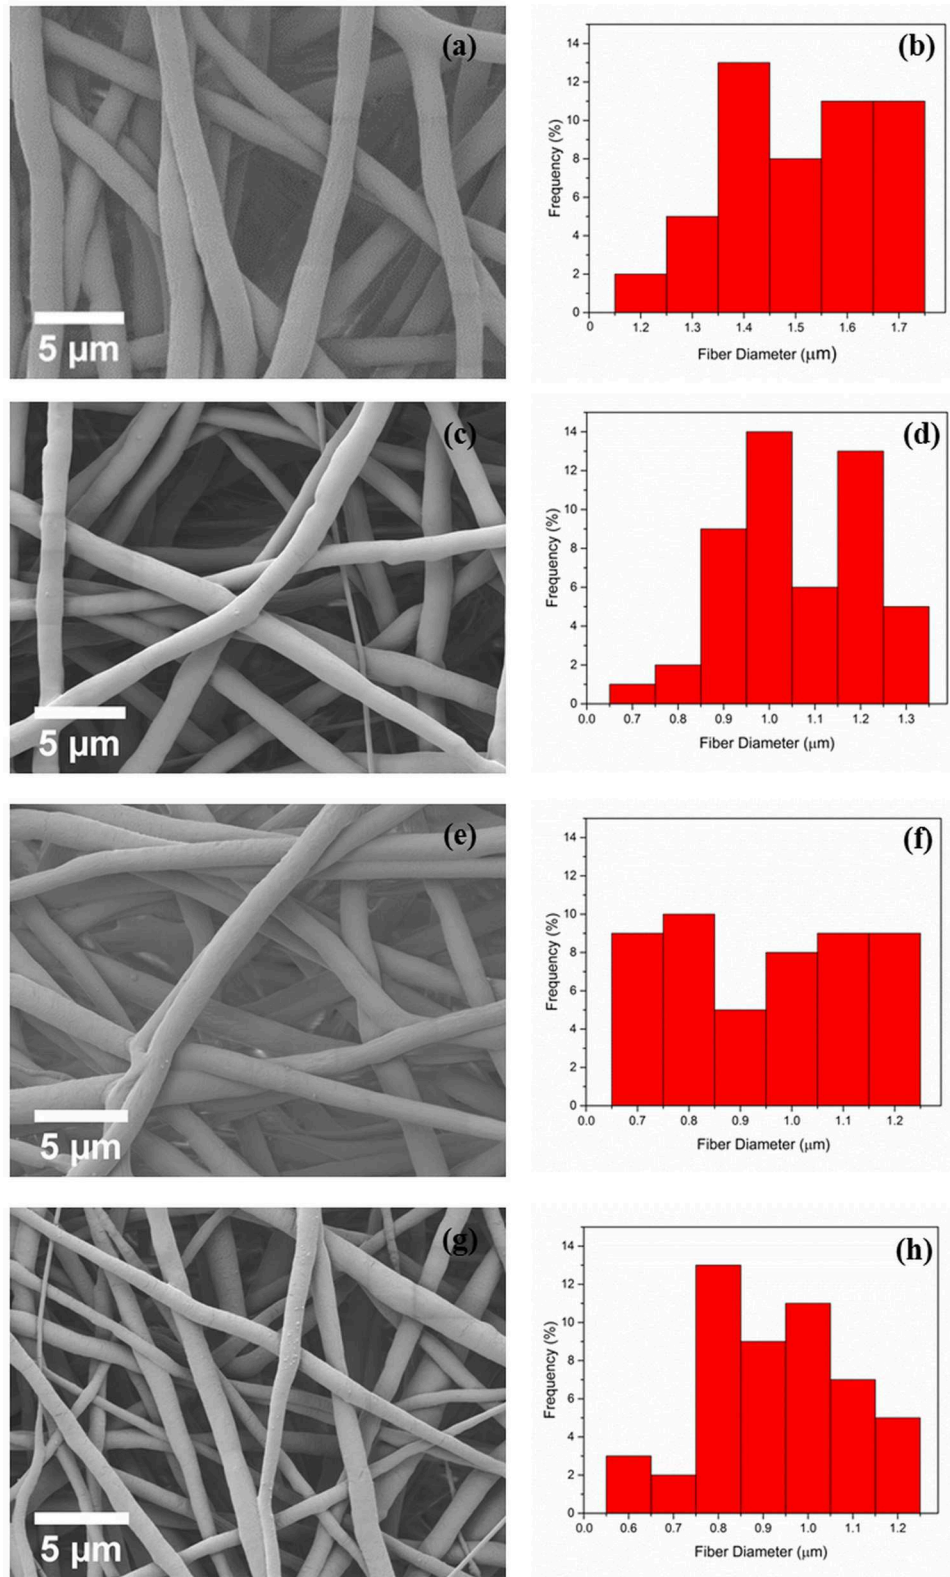 (a)
5 µm
(b)
14
12
10
8
6
4
2
0
Frequency (%)
0 1.2 1.3 1.4 1.5 1.6 1.7
Fiber Diameter (µm)
(c)
5 µm
(d)
14
12
10
8
6
4
2
0
Frequency (%)
0.0 0.7 0.8 0.9 1.0 1.1 1.2 1.3
Fiber Diameter (µm)
(e)
5 µm
(f)
14
12
10
8
6
4
2
0
Frequency (%)
0.0 0.7 0.8 0.9 1.0 1.1 1.2
Fiber Diameter (µm)
(g)
5 µm
(h)
14
12
10
8
6
4
2
0
Frequency (%)
0.0 0.6 0.7 0.8 0.9 1.0 1.1 1.2
Fiber Diameter (µm)